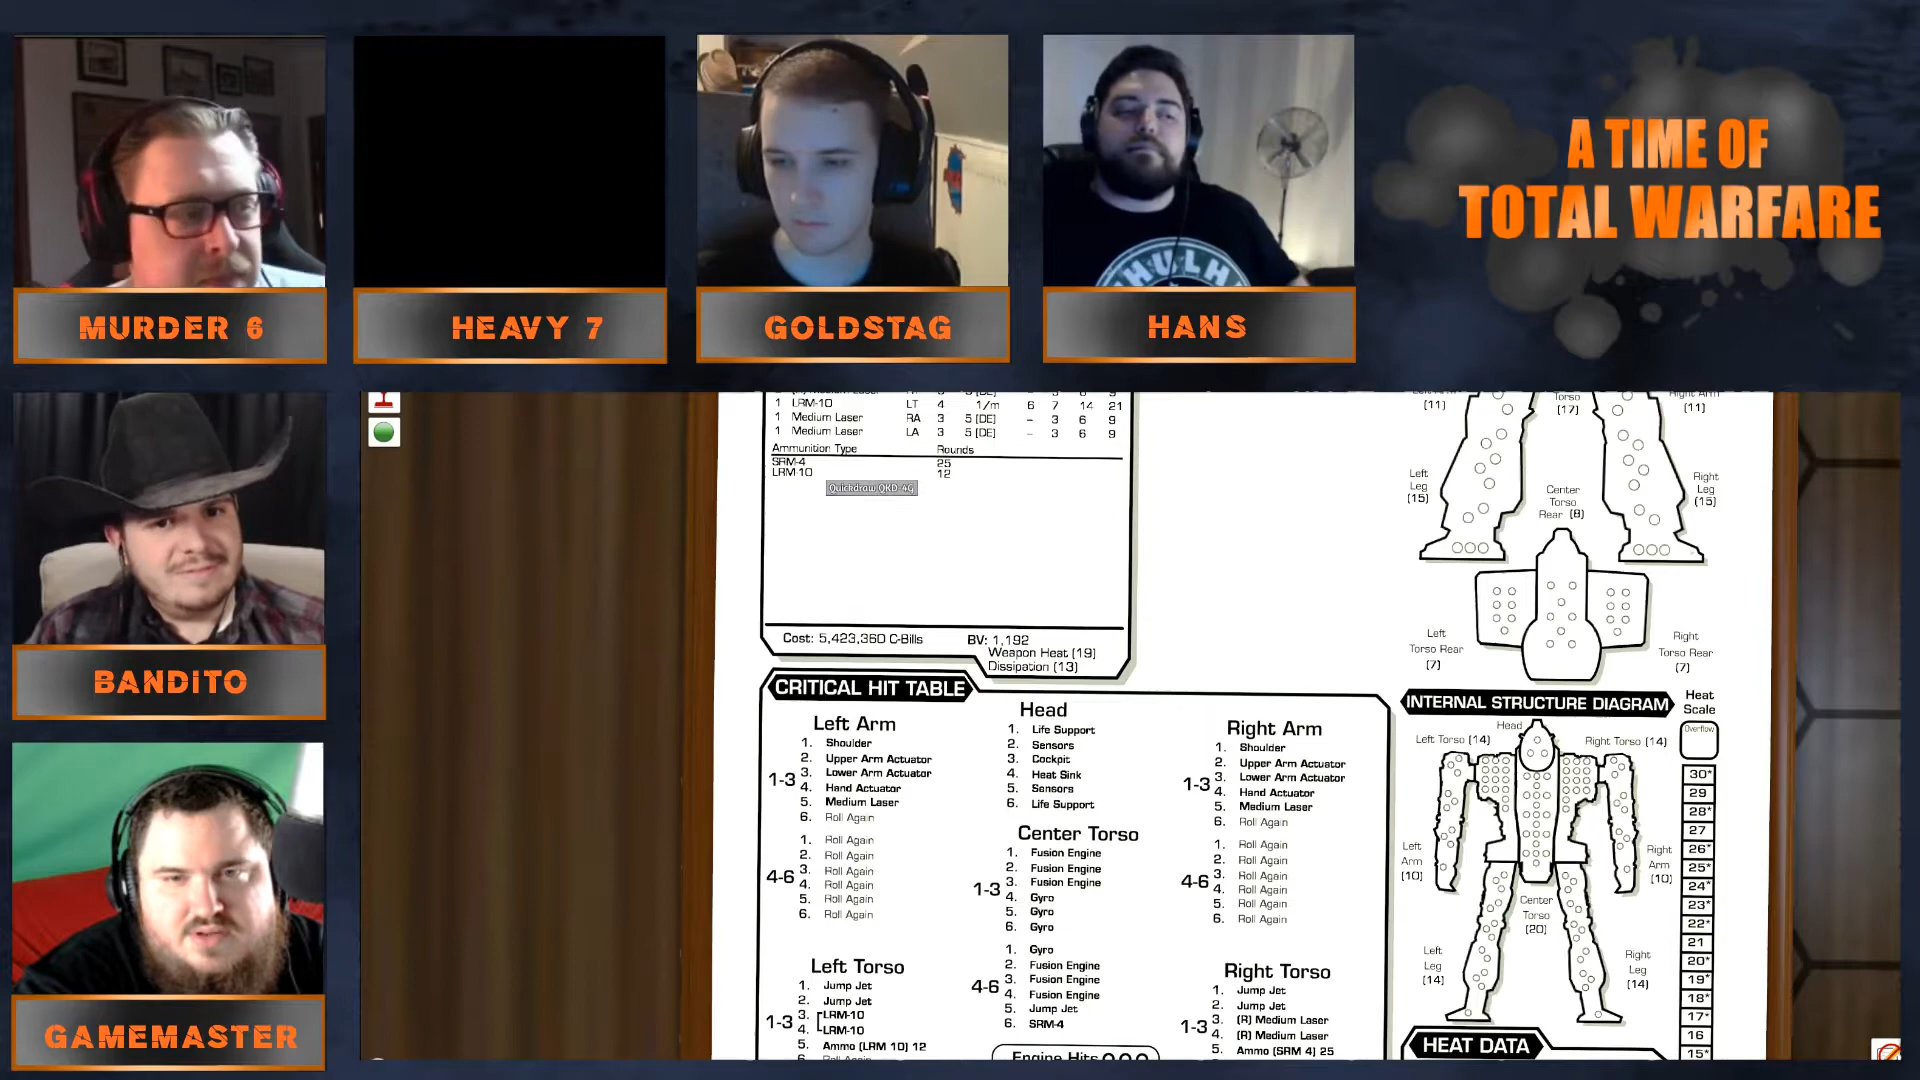 A TIME OF
TOTAL WARFARE
MURDER 6
HEAVY 7
GOLDSTAG
HANS
BANDITO
GAMEMASTER
HULH
1 LRM-10 LT 4 1/m 6 7 14 21
1 Medium Laser RA 3 5 [DE] – 3 6 9
1 Medium Laser LA 3 5 [DE] – 3 6 9
Ammunition Type Rounds
SRM-4 25
LRM 10 12
Quickdraw QKD-4G
Cost: 5,423,360 C-Bills BV: 1,192
Weapon Heat (19)
Dissipation (13)
CRITICAL HIT TABLE
Left Arm
1. Shoulder
2. Upper Arm Actuator
1-3 3. Lower Arm Actuator
4. Hand Actuator
5. Medium Laser
6. Roll Again
1. Roll Again
2. Roll Again
4-6 3. Roll Again
4. Roll Again
5. Roll Again
6. Roll Again
Left Torso
1. Jump Jet
2. Jump Jet
1-3 3. LRM-10
4. LRM-10
5. Ammo (LRM 10) 12
6. Roll Again
Head
1. Life Support
2. Sensors
3. Cockpit
4. Heat Sink
5. Sensors
6. Life Support
Center Torso
1. Fusion Engine
2. Fusion Engine
1-3 3. Fusion Engine
4. Gyro
5. Gyro
6. Gyro
1. Gyro
2. Fusion Engine
4-6 3. Fusion Engine
4. Fusion Engine
5. Jump Jet
6. SRM-4
Engine Hits
Right Arm
1. Shoulder
2. Upper Arm Actuator
1-3 3. Lower Arm Actuator
4. Hand Actuator
5. Medium Laser
6. Roll Again
1. Roll Again
2. Roll Again
4-6 3. Roll Again
4. Roll Again
5. Roll Again
6. Roll Again
Right Torso
1. Jump Jet
2. Jump Jet
1-3 3. (R) Medium Laser
4. (R) Medium Laser
5. Ammo (SRM 4) 25
(11)
Torso
(17)
Right Arm
(11)
Left
Leg
(15)
Center
Torso
Rear (8)
Right
Leg
(15)
Left
Torso Rear
(7)
Right
Torso Rear
(7)
INTERNAL STRUCTURE DIAGRAM
Head
Left Torso (14)
Right Torso (14)
Left
Arm
(10)
Right
Arm
(10)
Center
Torso
(20)
Left
Leg
(14)
Right
Leg
(14)
HEAT DATA
Heat
Scale
Overflow
30*
29
28*
27
26*
25*
24*
23*
22*
21
20*
19*
18*
17*
16
15*